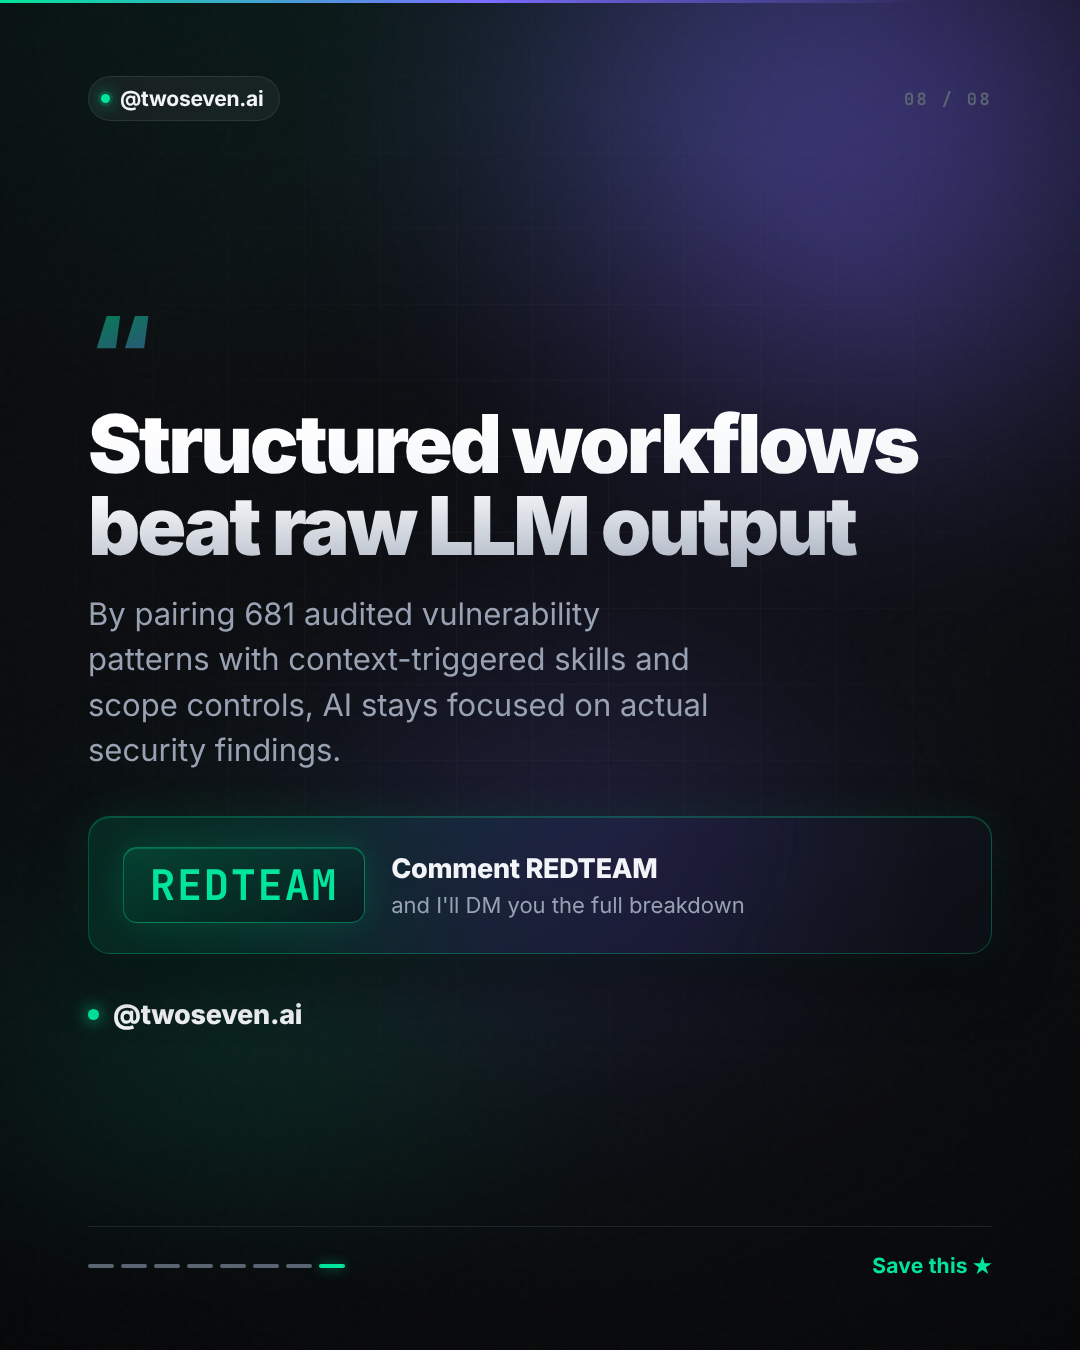 @twoseven.ai
08 / 08
“
Structured workflows
beat raw LLM output
By pairing 681 audited vulnerability
patterns with context-triggered skills and
scope controls, AI stays focused on actual
security findings.
REDTEAM
Comment REDTEAM
and I'll DM you the full breakdown
@twoseven.ai
Save this ★